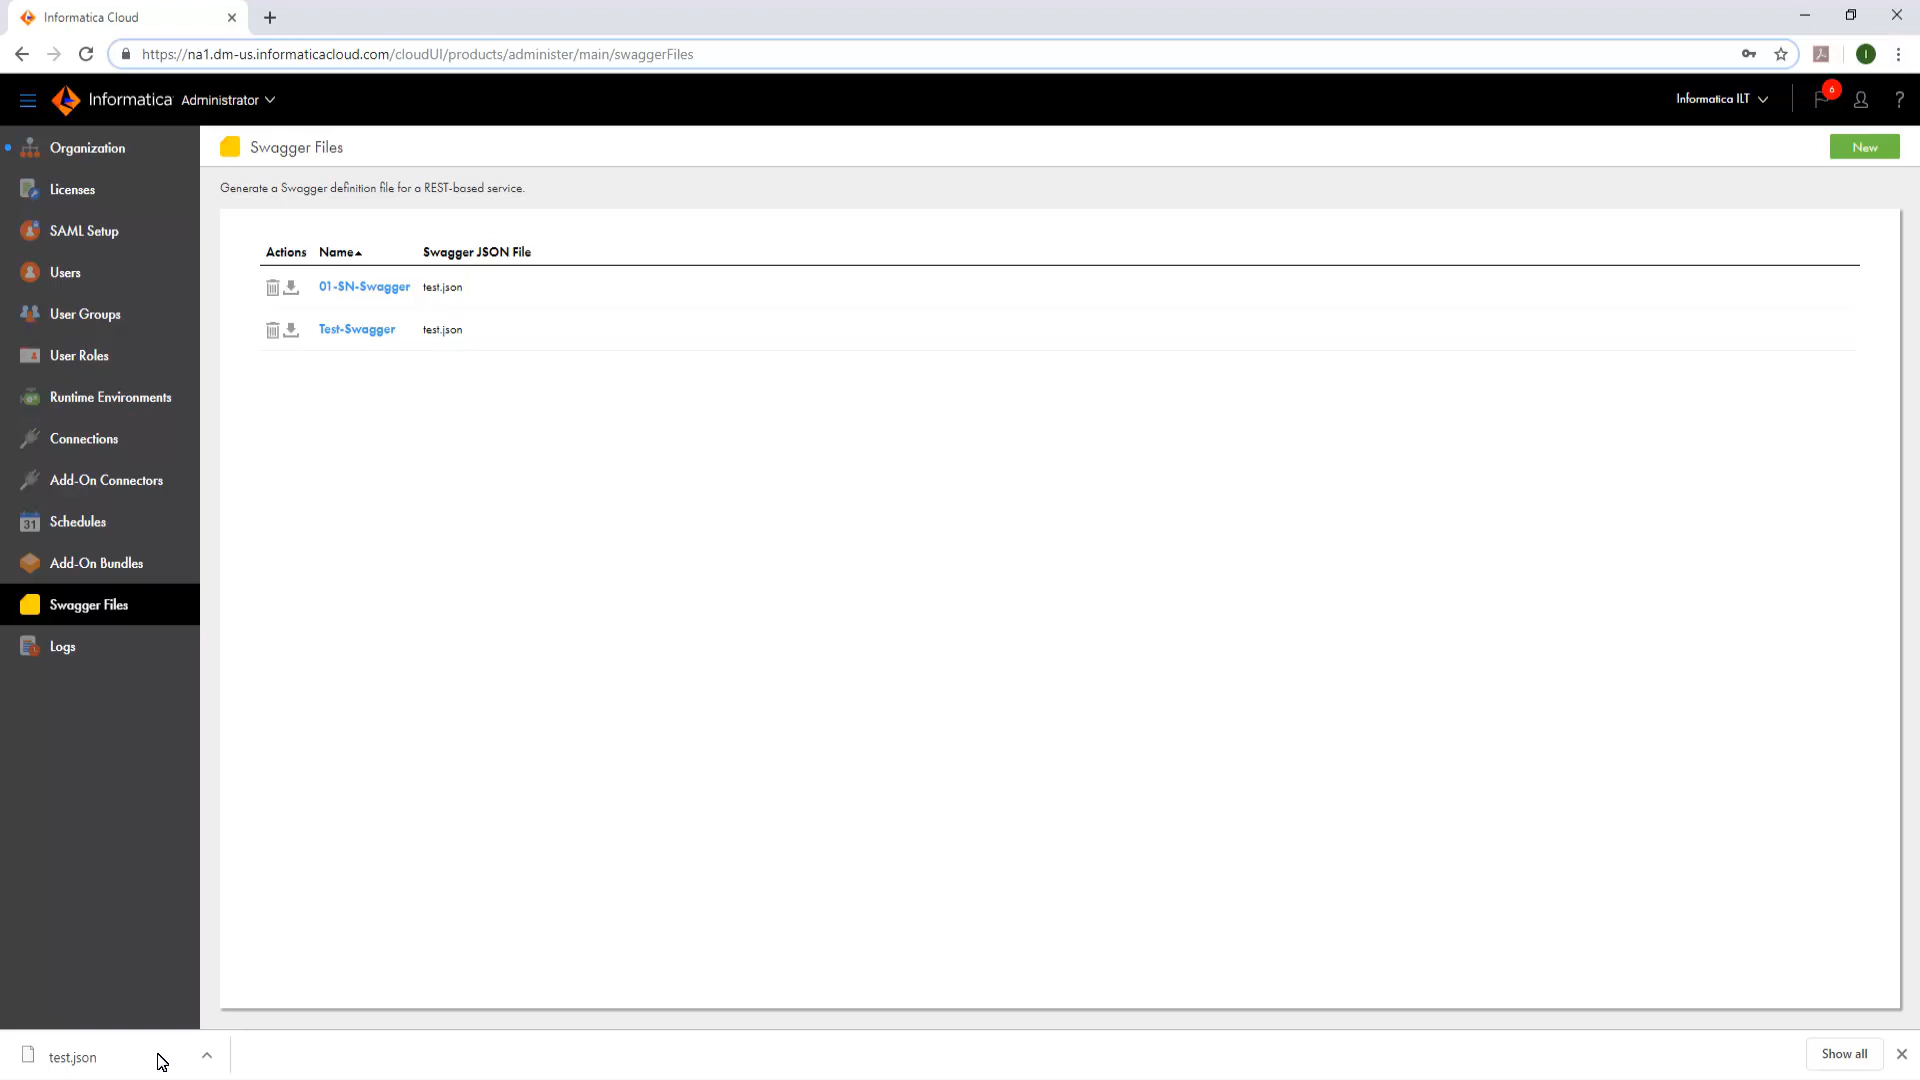 Informatica Cloud
https://na1.dm-us.informaticacloud.com/cloudUI/products/administer/main/swaggerFiles
I
Informatica Administrator
Informatica ILT
6
?
Organization
Licenses
SAML Setup
Users
User Groups
User Roles
Runtime Environments
Connections
Add-On Connectors
31 Schedules
Add-On Bundles
Swagger Files
Logs
Swagger Files
New
Generate a Swagger definition file for a REST-based service.
Actions Name Swagger JSON File
01-SN-Swagger test.json
Test-Swagger test.json
test.json
Show all